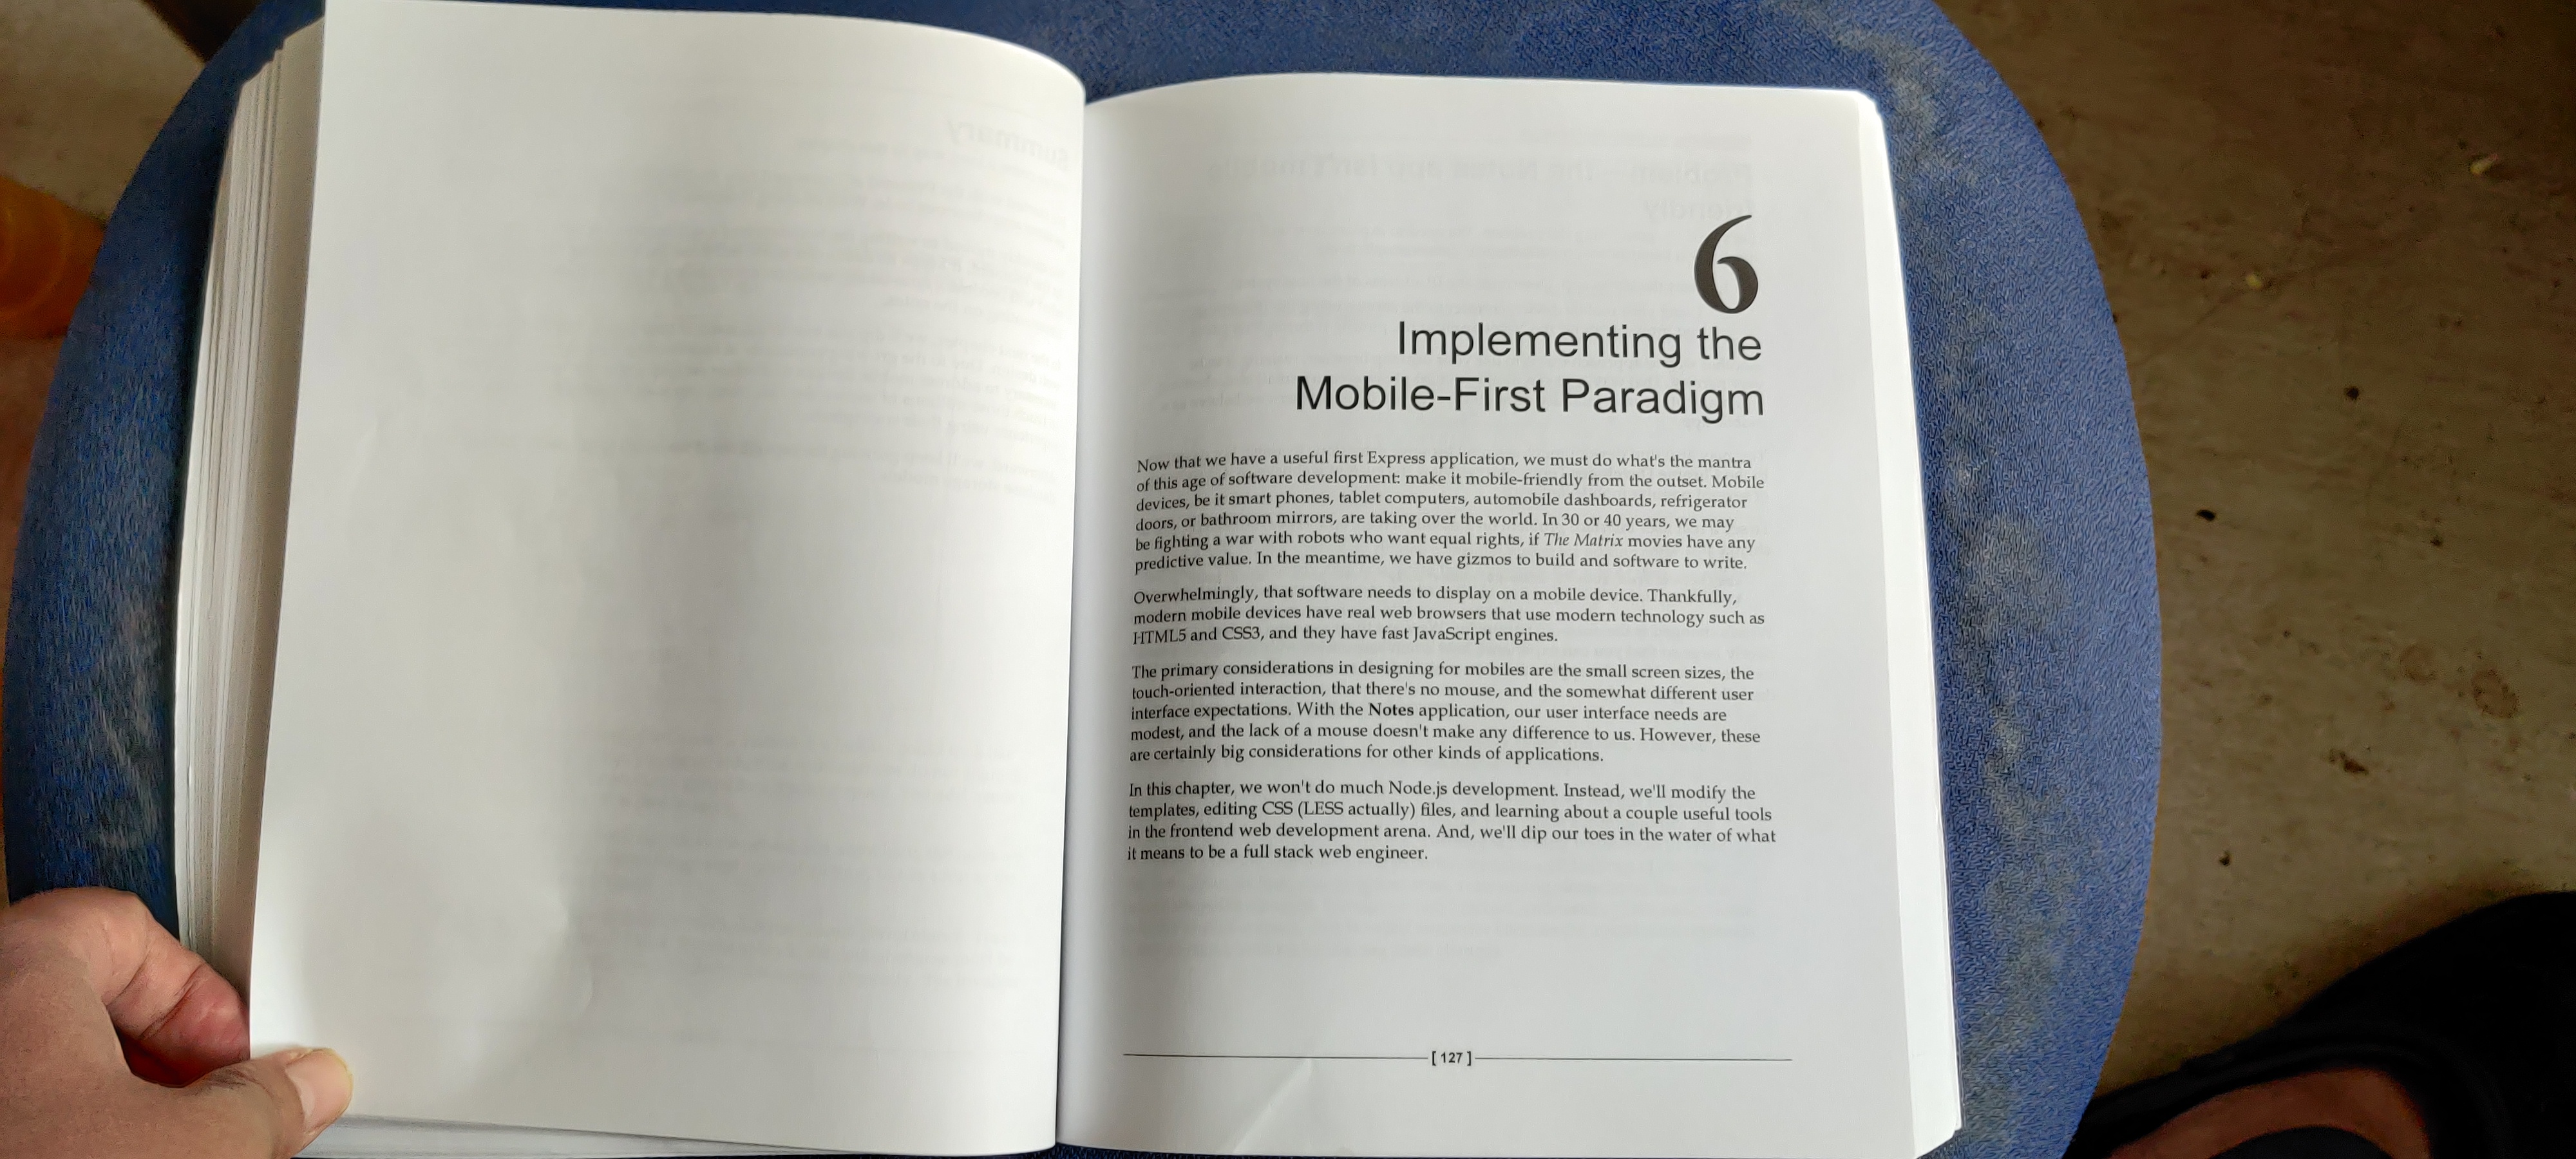 6
Implementing the
Mobile-First Paradigm
Now that we have a useful first Express application, we must do what's the mantra
of this age of software development: make it mobile-friendly from the outset. Mobile
devices, be it smart phones, tablet computers, automobile dashboards, refrigerator
doors, or bathroom mirrors, are taking over the world. In 30 or 40 years, we may
be fighting a war with robots who want equal rights, if The Matrix movies have any
predictive value. In the meantime, we have gizmos to build and software to write.
Overwhelmingly, that software needs to display on a mobile device. Thankfully,
modern mobile devices have real web browsers that use modern technology such as
HTML5 and CSS3, and they have fast JavaScript engines.
The primary considerations in designing for mobiles are the small screen sizes, the
touch-oriented interaction, that there's no mouse, and the somewhat different user
interface expectations. With the Notes application, our user interface needs are
modest, and the lack of a mouse doesn't make any difference to us. However, these
are certainly big considerations for other kinds of applications.
In this chapter, we won't do much Node.js development. Instead, we'll modify the
templates, editing CSS (LESS actually) files, and learning about a couple useful tools
in the frontend web development arena. And, we'll dip our toes in the water of what
it means to be a full stack web engineer.
[ 127 ]